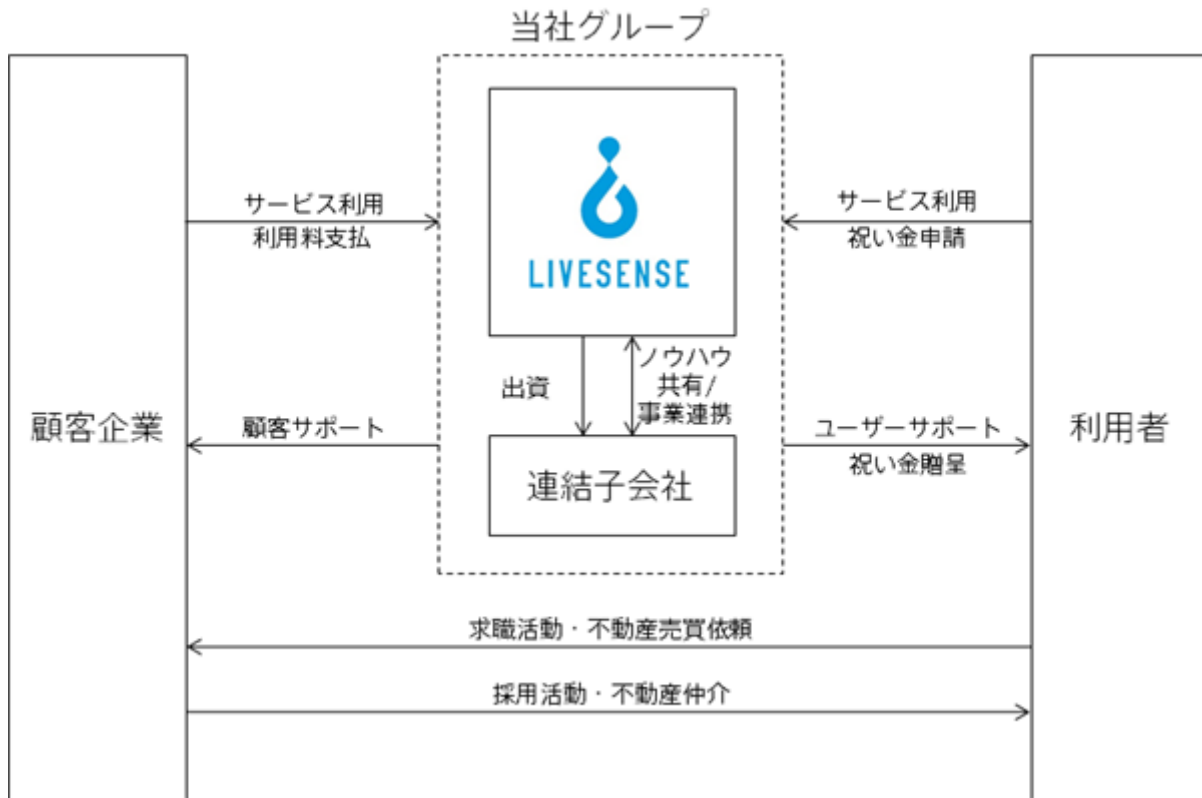 当社グループ
サービス利用
利用料支払
LIVESENSE
サービス利用
祝い金申請
出資
ノウハウ
共有/
事業連携
顧客企業
顧客サポート
連結子会社
ユーザーサポート
祝い金贈呈
利用者
求職活動・不動産売買依頼
採用活動・不動産仲介